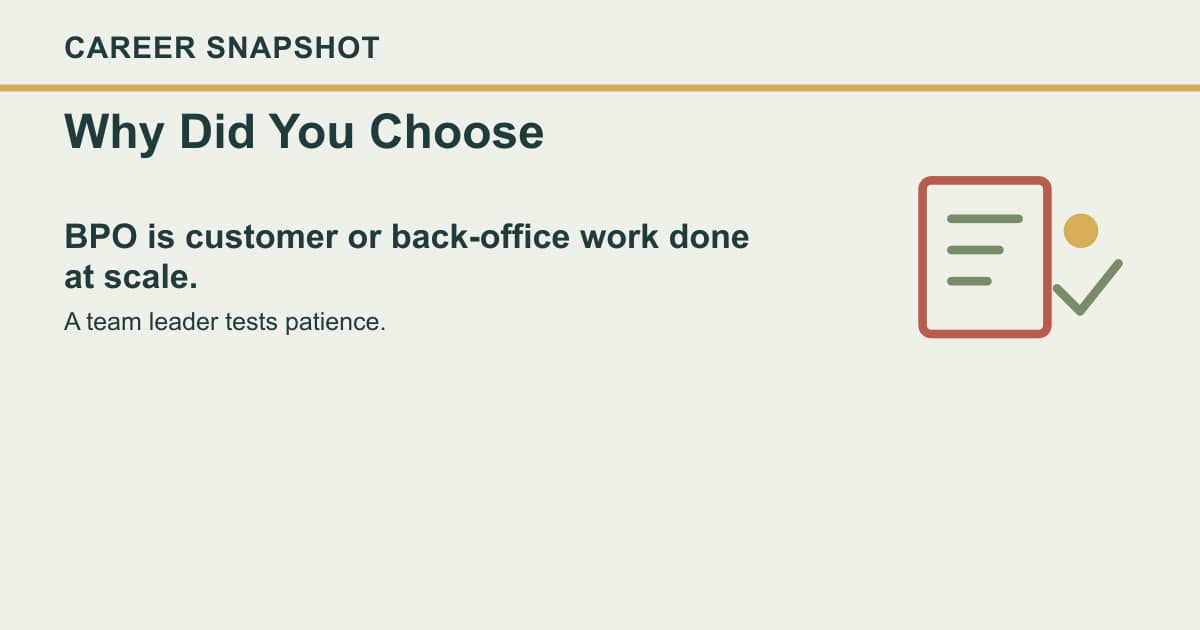 CAREER SNAPSHOT
Why Did You Choose
BPO is customer or back-office work done
at scale.
A team leader tests patience.